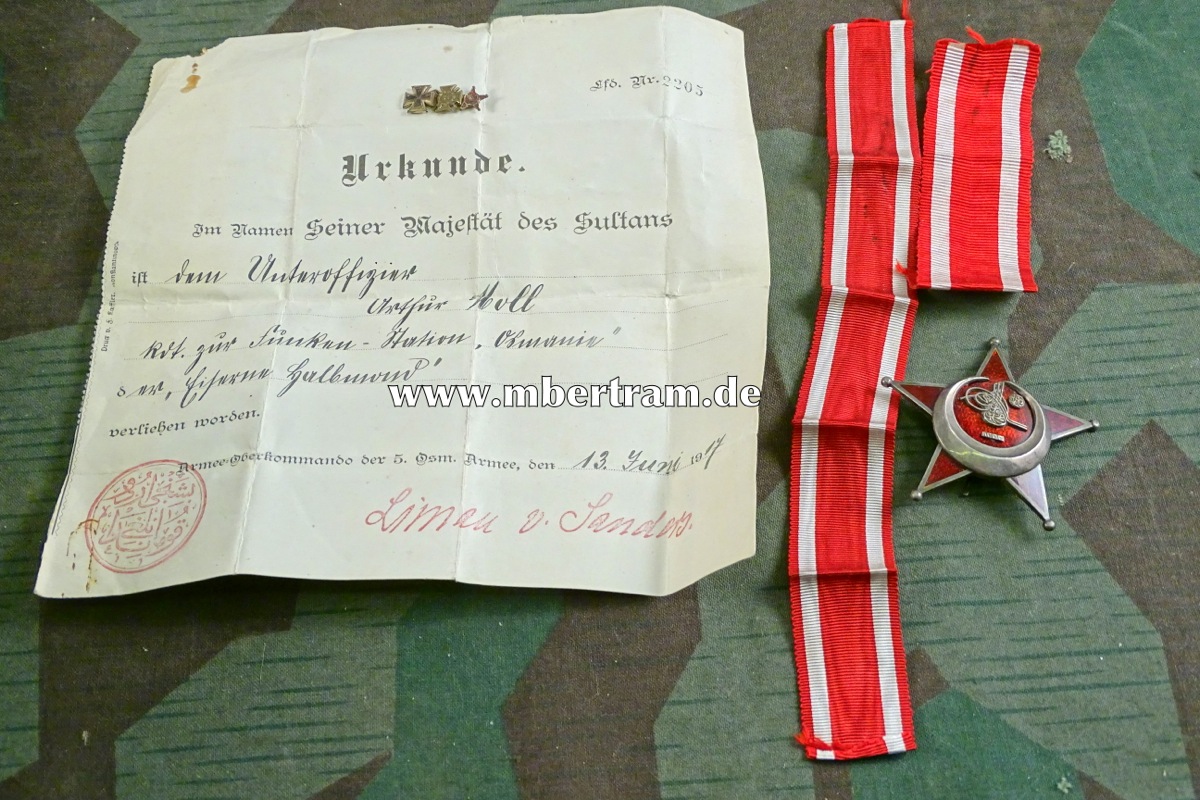 Lfd. Nr. 2205
Urkunde.
Im Namen Seiner Majestät des Sultans
ist dem Unteroffizier
Arthur Moll
kdt. zur Funken-Station „Osmanie“
der „Eiserne Halbmond“
www.mbertram.de
verliehen worden.
Armee-Oberkommando der 5. Osm. Armee, den 13. Juni 1917
Liman v. Sanders.